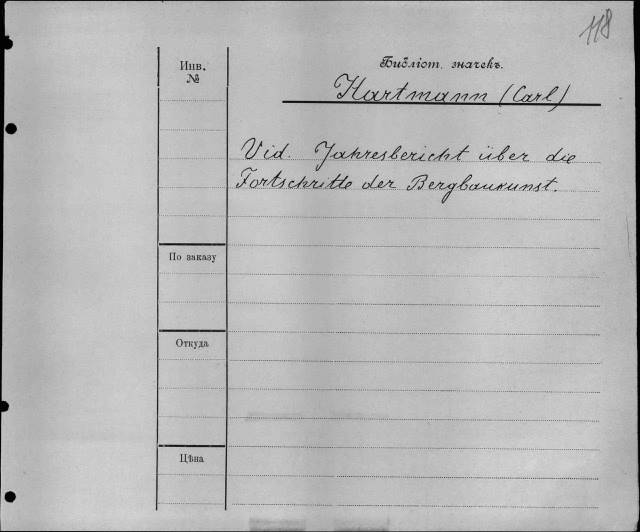 118
Библіот. значекъ.
Инв.
№
Hartmann (Carl)
Vid. Jahresbericht über die
Fortschritte der Bergbaukunst.
По заказу
Откуда
Цѣна